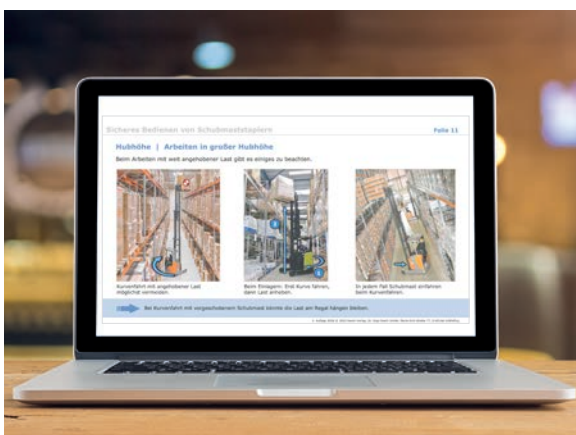 Sicheres Bedienen von Schubmaststaplern
Folie 11
Hubhöhe | Arbeiten in großer Hubhöhe
Beim Arbeiten mit weit angehobener Last gibt es einiges zu beachten.
Kurvenfahrt mit angehobener Last
möglichst vermeiden.
Beim Einlagern: Erst Kurve fahren,
dann Last anheben.
In jedem Fall Schubmast einfahren
beim Kurvenfahren.
Bei Kurvenfahrt mit vorgeschobenem Schubmast könnte die Last am Regal hängen bleiben.